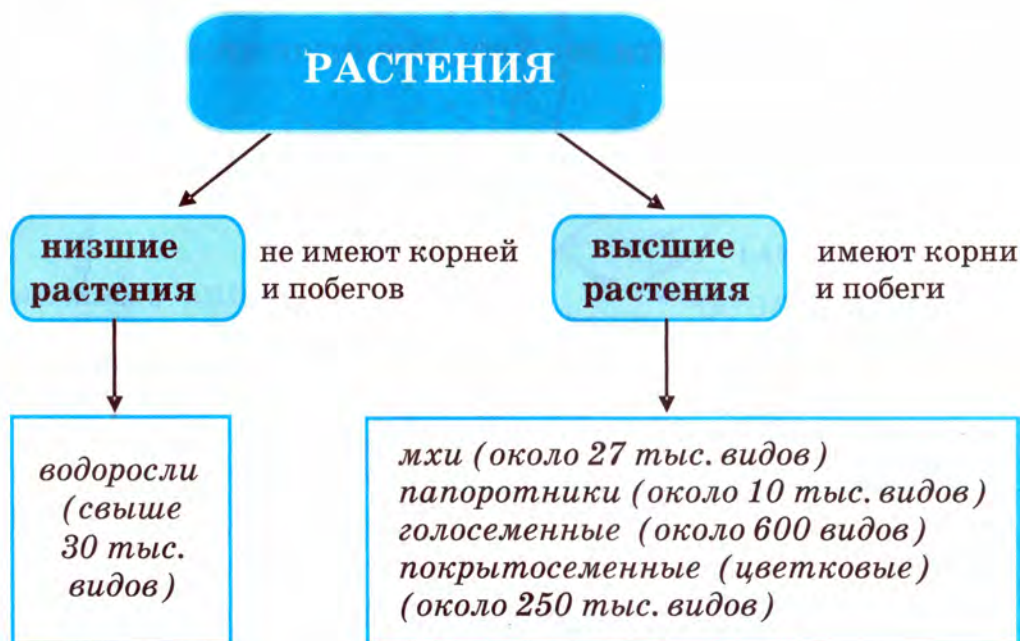 РАСТЕНИЯ
низшие
растения
не имеют корней
и побегов
высшие
растения
имеют корни
и побеги
водоросли
(свыше
30 тыс.
видов)
мхи (около 27 тыс. видов)
папоротники (около 10 тыс. видов)
голосеменные (около 600 видов)
покрытосеменные (цветковые)
(около 250 тыс. видов)